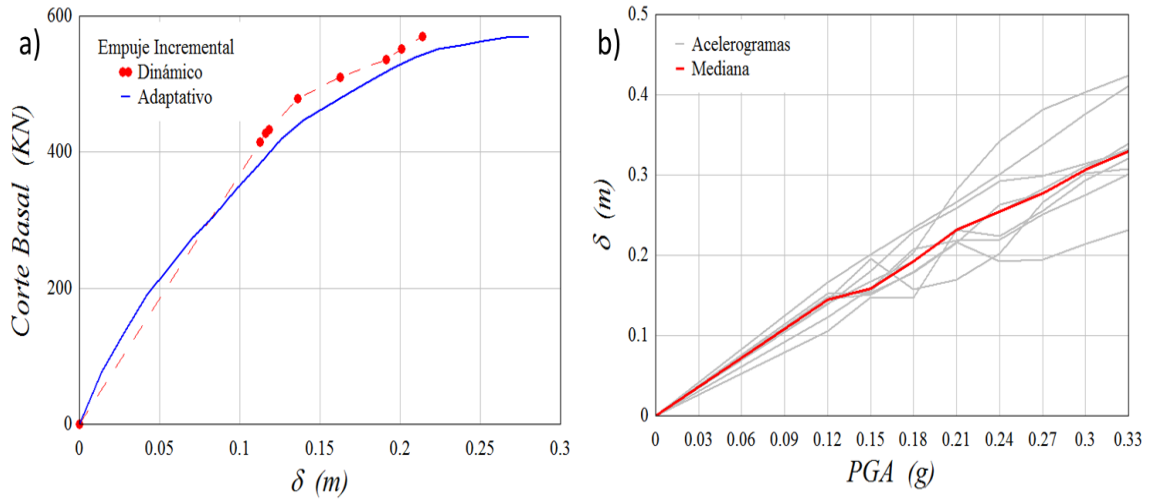 a)
600
400
200
0
Corte Basal (KN)
Empuje Incremental
Dinámico
Adaptativo
0 0.05 0.1 0.15 0.2 0.25 0.3
δ (m)
b)
0.5
0.4
0.3
0.2
0.1
0
δ (m)
Acelerogramas
Mediana
0 0.03 0.06 0.09 0.12 0.15 0.18 0.21 0.24 0.27 0.3 0.33
PGA (g)